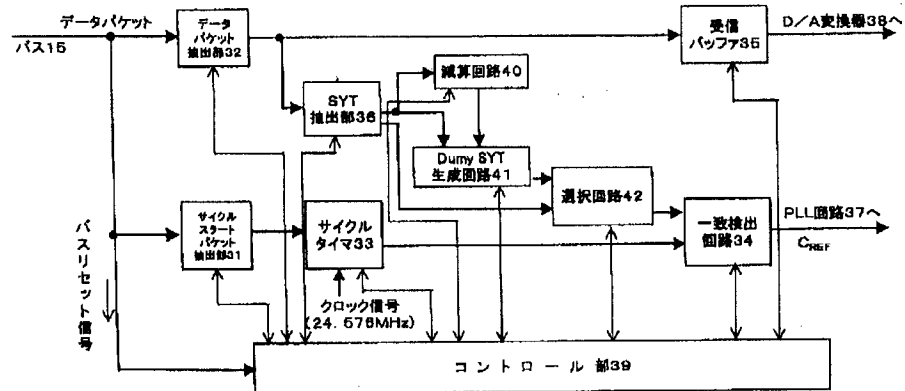 データパケット
バス15
データ
パケット
抽出部32
受信
バッファ35
D/A変換器38へ
減算回路40
SYT
抽出部36
Dumy SYT
生成回路41
選択回路42
サイクル
スタート
パケット
抽出部31
サイクル
タイマ33
一致検出
回路34
PLL回路37へ
CREF
バスリセット信号
クロック信号
(24.576MHz)
コントロール部39